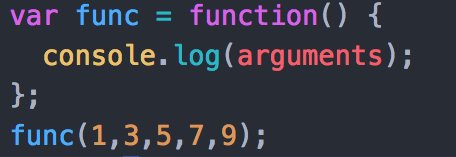 var func = function() {
  console.log(arguments);
};
func(1,3,5,7,9);